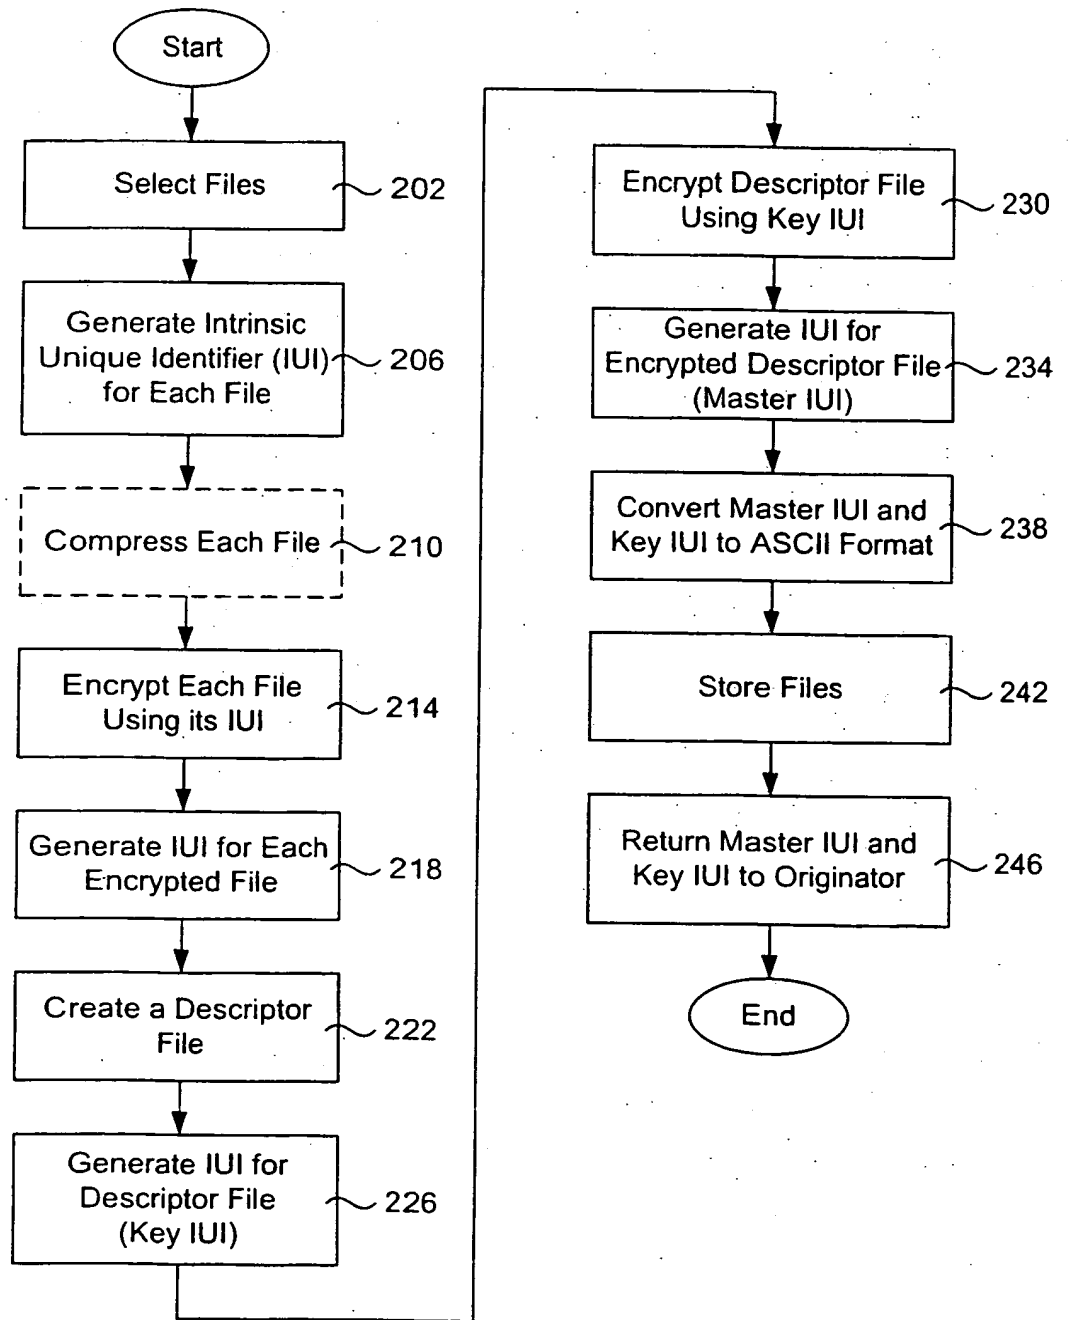 Start
Select Files
202
Generate Intrinsic
Unique Identifier (IUI)
for Each File
206
Compress Each File
210
Encrypt Each File
Using its IUI
214
Generate IUI for Each
Encrypted File
218
Create a Descriptor
File
222
Generate IUI for
Descriptor File
(Key IUI)
226
Encrypt Descriptor File
Using Key IUI
230
Generate IUI for
Encrypted Descriptor File
(Master IUI)
234
Convert Master IUI and
Key IUI to ASCII Format
238
Store Files
242
Return Master IUI and
Key IUI to Originator
246
End